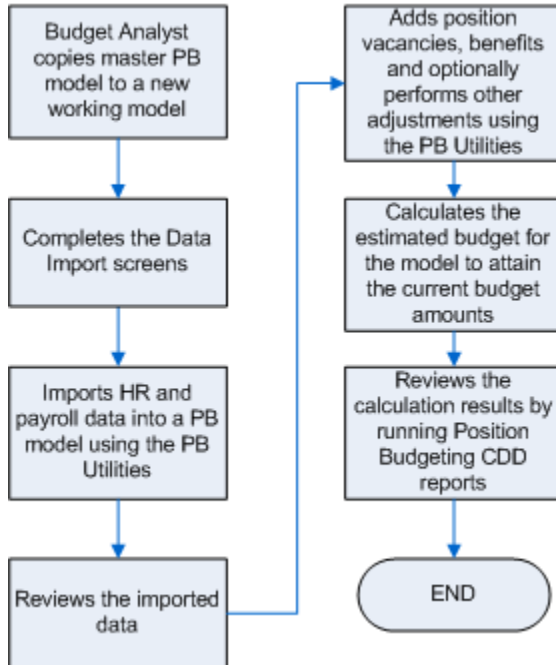 Budget Analyst
copies master PB
model to a new
working model
Completes the Data
Import screens
Imports HR and
payroll data into a PB
model using the PB
Utilities
Reviews the imported
data
Adds position
vacancies, benefits
and optionally
performs other
adjustments using
the PB Utilities
Calculates the
estimated budget for
the model to attain
the current budget
amounts
Reviews the
calculation results by
running Position
Budgeting CDD
reports
END